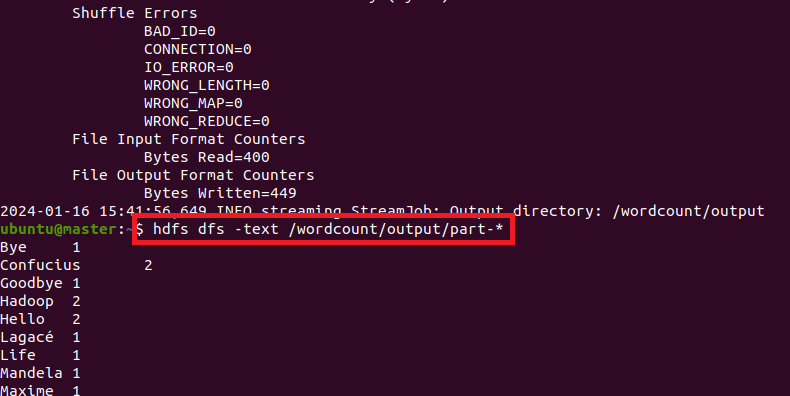 Shuffle Errors
BAD_ID=0
CONNECTION=0
IO_ERROR=0
WRONG_LENGTH=0
WRONG_MAP=0
WRONG_REDUCE=0
File Input Format Counters
Bytes Read=400
File Output Format Counters
Bytes Written=449
2024-01-16 15:41:56,649 INFO streaming.StreamJob: Output directory: /wordcount/output
ubuntu@master:~$ hdfs dfs -text /wordcount/output/part-*
Bye 1
Confucius 2
Goodbye 1
Hadoop 2
Hello 2
Lagacé 1
Life 1
Mandela 1
Maxime 1